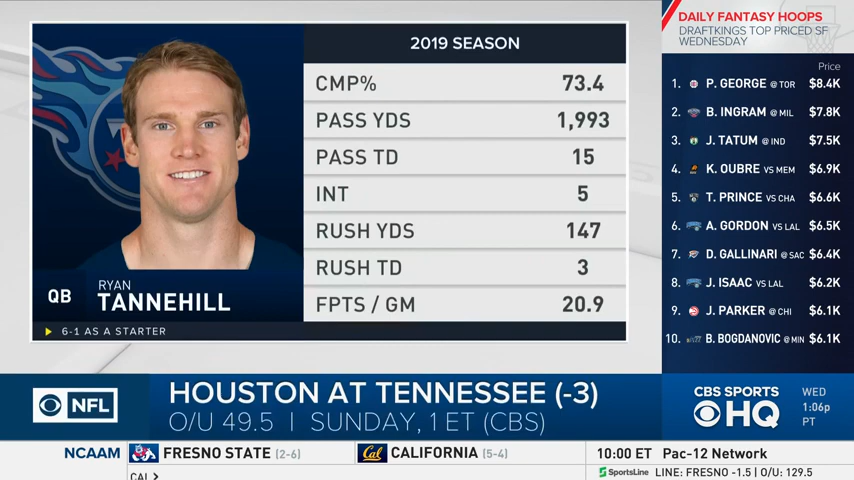 2019 SEASON
CMP% 73.4
PASS YDS 1,993
PASS TD 15
INT 5
RUSH YDS 147
RUSH TD 3
FPTS / GM 20.9
QB
RYAN
TANNEHILL
6-1 AS A STARTER
DAILY FANTASY HOOPS
DRAFTKINGS TOP PRICED SF
WEDNESDAY
Price
1. P. GEORGE @ TOR $8.4K
2. B. INGRAM @ MIL $7.8K
3. J. TATUM @ IND $7.5K
4. K. OUBRE VS MEM $6.9K
5. T. PRINCE VS CHA $6.6K
6. A. GORDON VS LAL $6.5K
7. D. GALLINARI @ SAC $6.4K
8. J. ISAAC VS LAL $6.2K
9. J. PARKER @ CHI $6.1K
10. B. BOGDANOVIC @ MIN $6.1K
NFL
HOUSTON AT TENNESSEE (-3)
O/U 49.5 | SUNDAY, 1 ET (CBS)
CBS SPORTS
HQ
WED
1:06p
PT
NCAAM FRESNO STATE (2-6) Cal CALIFORNIA (5-4) 10:00 ET Pac-12 Network
CAL > SportsLine LINE: FRESNO -1.5 | O/U: 129.5